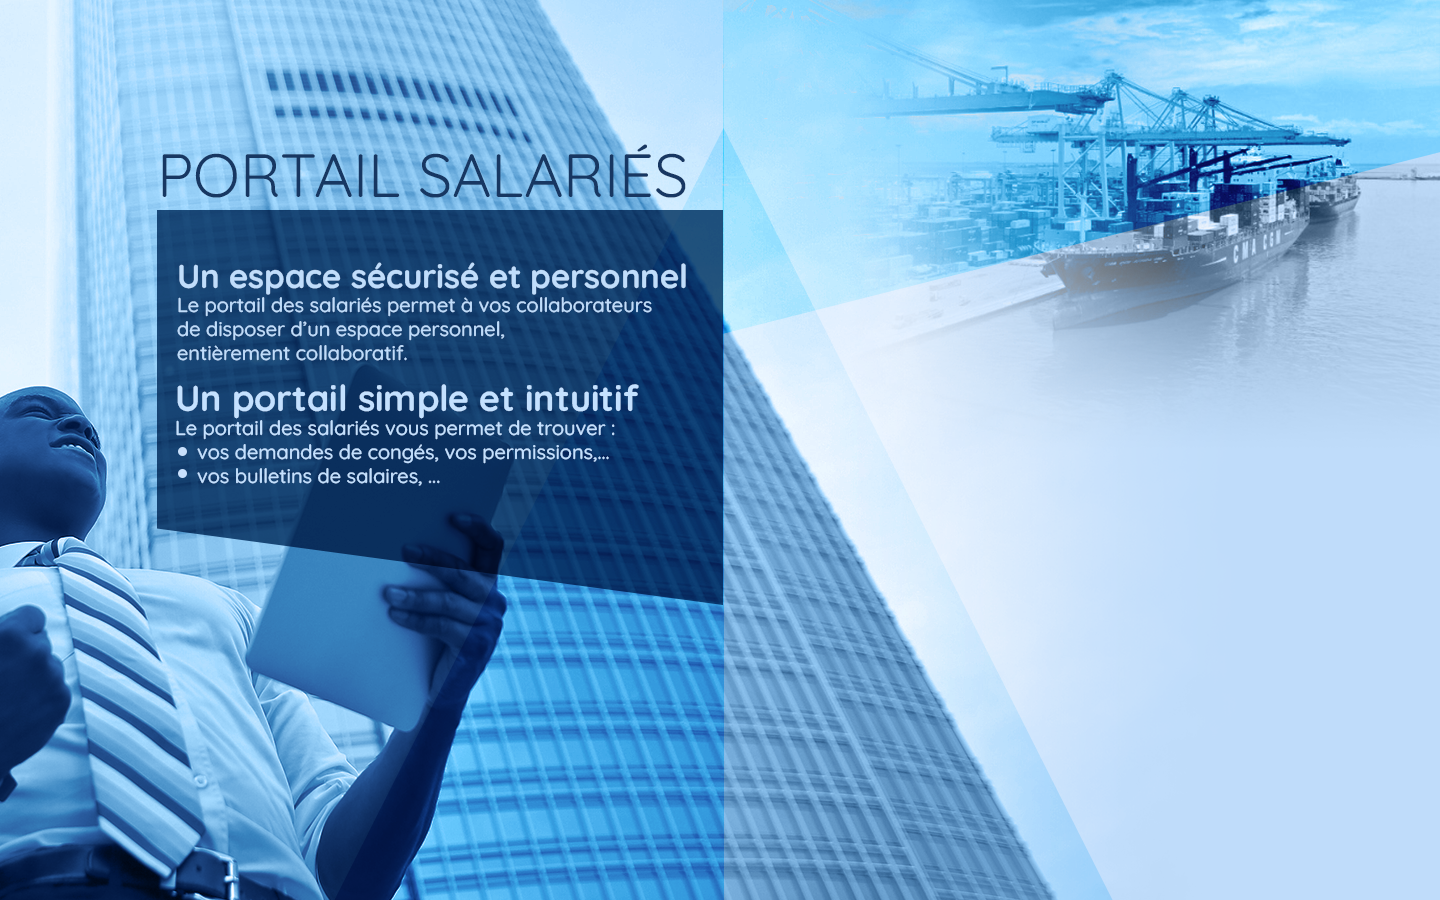 PORTAIL SALARIÉS
Un espace sécurisé et personnel
Le portail des salariés permet à vos collaborateurs
de disposer d’un espace personnel,
entièrement collaboratif.
Un portail simple et intuitif
Le portail des salariés vous permet de trouver :
• vos demandes de congés, vos permissions,...
• vos bulletins de salaires, ...
CMA CGM